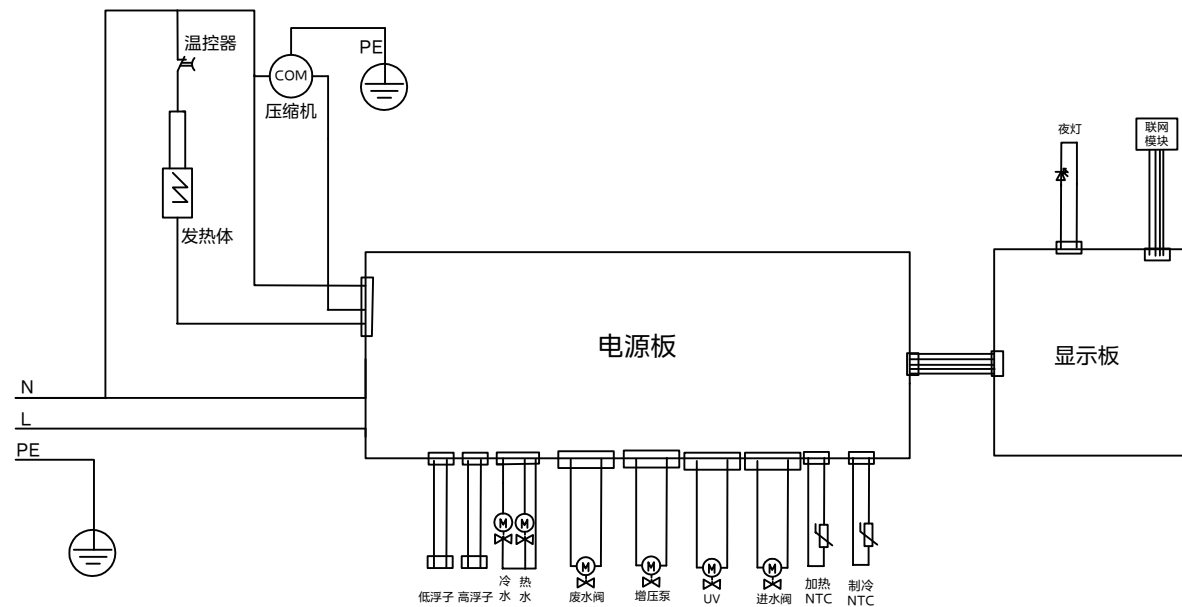 温控器
PE
COM
压缩机
发热体
夜灯
联网
模块
电源板
显示板
N
L
PE
低浮子
高浮子
冷
水
热
水
M
M
M
M
M
M
废水阀
增压泵
UV
进水阀
加热
NTC
制冷
NTC